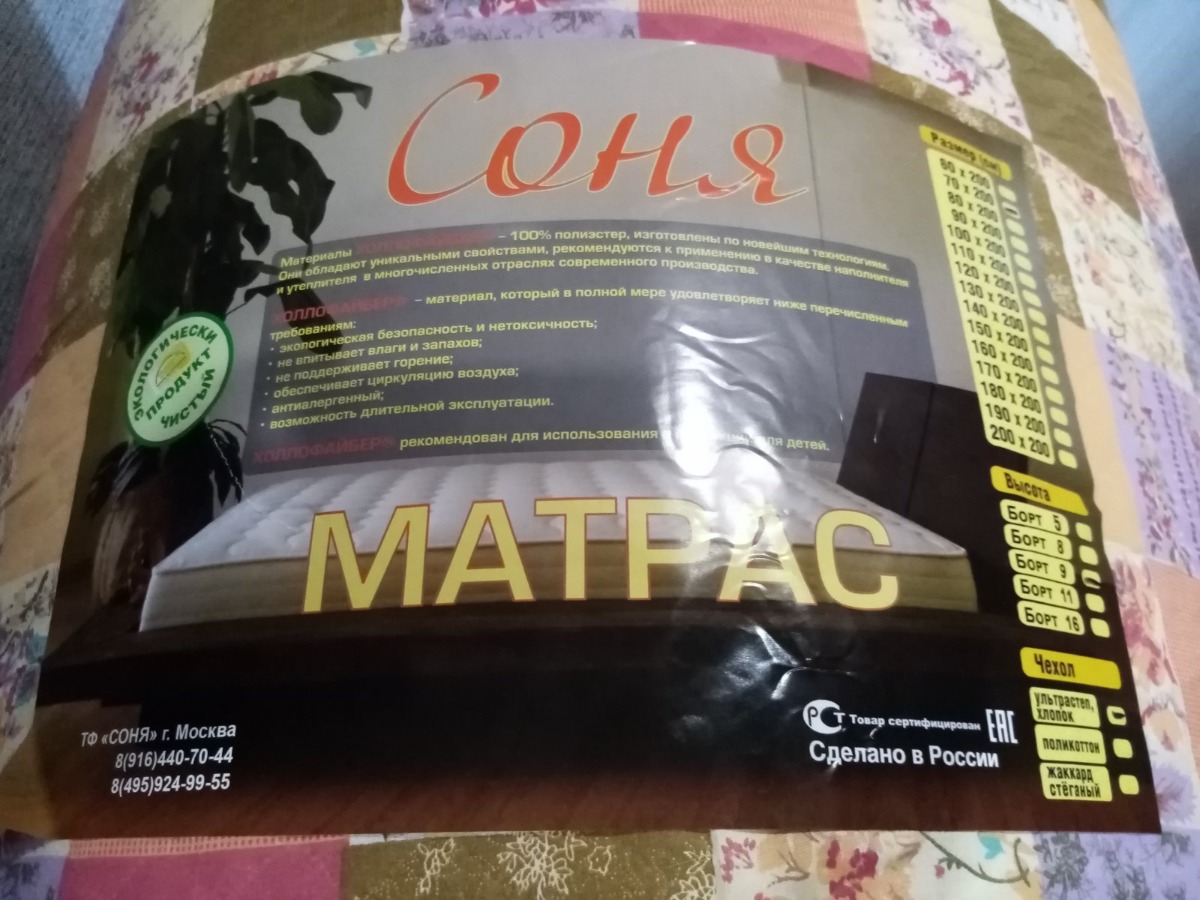 Соня
Материалы ХОЛЛОФАЙБЕР® – 100% полиэстер, изготовлены по новейшим технологиям.
Они обладают уникальными свойствами, рекомендуются к применению в качестве наполнителя
и утеплителя в многочисленных отраслях современного производства.
ХОЛЛОФАЙБЕР® – материал, который в полной мере удовлетворяет ниже перечисленным
требованиям:
• экологическая безопасность и нетоксичность;
• не впитывает влаги и запахов;
• не поддерживает горение;
• обеспечивает циркуляцию воздуха;
• антиалергенный;
• возможность длительной эксплуатации.
ХОЛЛОФАЙБЕР® рекомендован для использования для детей.
ЭКОЛОГИЧЕСКИ
ПРОДУКТ
ЧИСТЫЙ
МАТРАС
Размер (см)
70 x 200
80 x 200
90 x 200
100 x 200
110 x 200
120 x 200
130 x 200
140 x 200
150 x 200
160 x 200
170 x 200
180 x 200
190 x 200
200 x 200
Высота
Борт 5
Борт 8
Борт 9
Борт 11
Борт 16
Чехол
ультрастеп,
хлопок
поликоттон
жаккард
стёганый
ТФ «СОНЯ» г. Москва
8(916)440-70-44
8(495)924-99-55
РСТ Товар сертифицирован ЕАС
Сделано в России